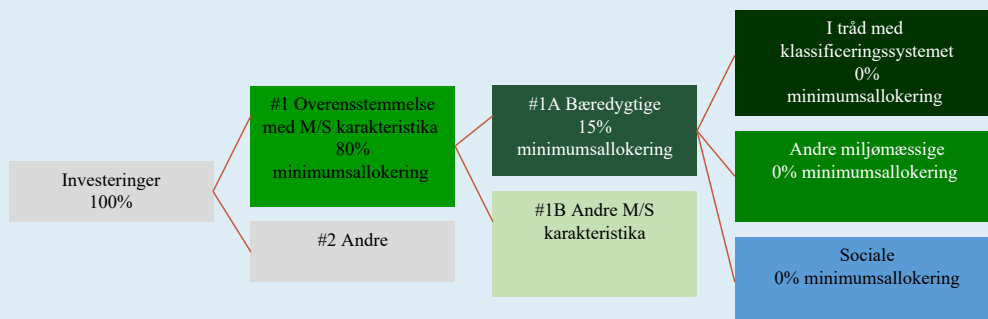 Investeringer
100%
#1 Overensstemmelse
med M/S karakteristika
80%
minimumsallokering
#2 Andre
#1A Bæredygtige
15%
minimumsallokering
#1B Andre M/S
karakteristika
I tråd med
klassificeringssystemet
0%
minimumsallokering
Andre miljømæssige
0% minimumsallokering
Sociale
0% minimumsallokering